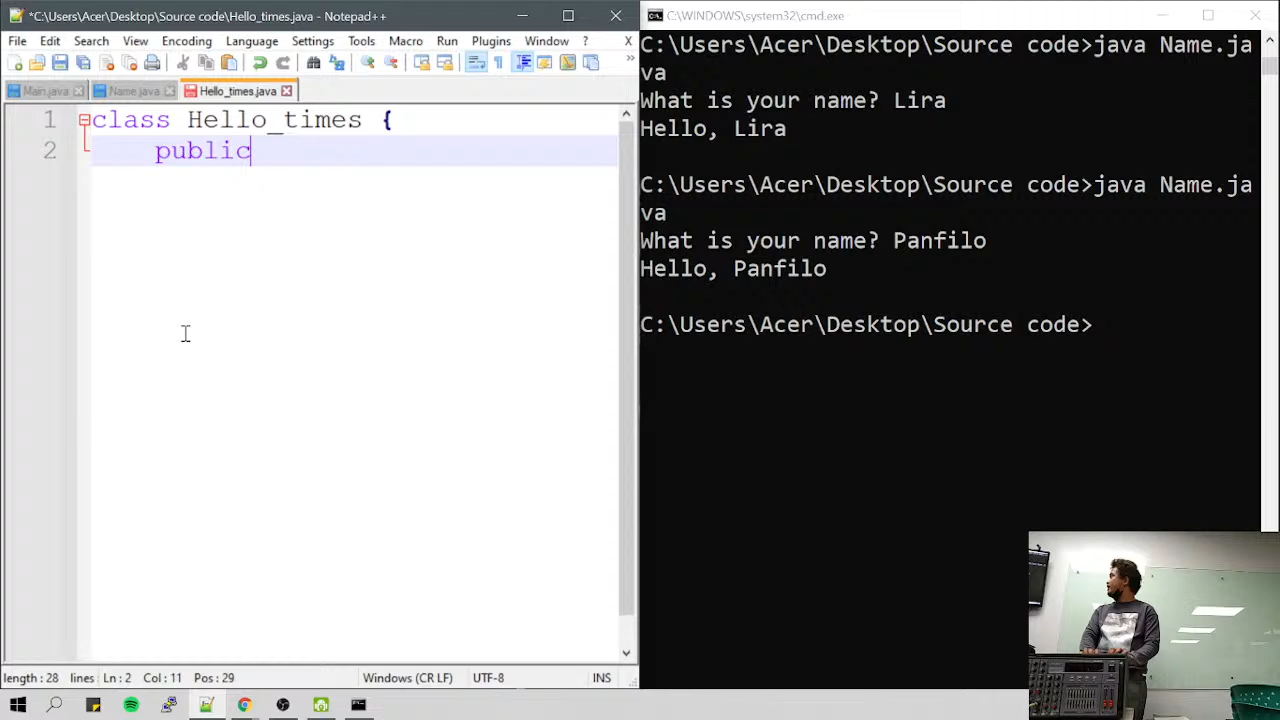 *C:\Users\Acer\Desktop\Source code\Hello_times.java - Notepad++
File Edit Search View Encoding Language Settings Tools Macro Run Plugins Window X
Main.java Name.java Hello_times.java
1 class Hello_times {
2 public
length : 28 lines Ln : 2 Col : 11 Pos : 29 Windows (CR LF) UTF-8 INS
C:\WINDOWS\system32\cmd.exe
C:\Users\Acer\Desktop\Source code>java Name.ja
va
What is your name? Lira
Hello, Lira
C:\Users\Acer\Desktop\Source code>java Name.ja
va
What is your name? Panfilo
Hello, Panfilo
C:\Users\Acer\Desktop\Source code>